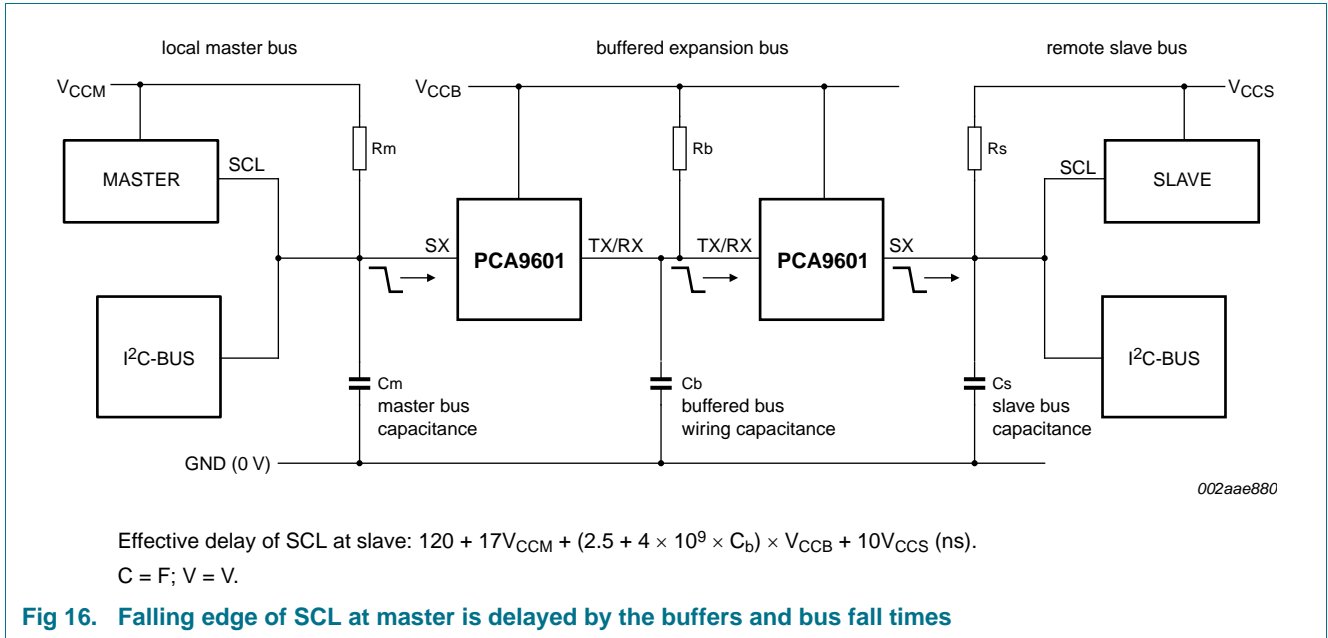 local master bus
buffered expansion bus
remote slave bus
VCCM
VCCB
VCCS
Rm
Rb
Rs
MASTER
SCL
SCL
SLAVE
SX
PCA9601
TX/RX
TX/RX
PCA9601
SX
I2C-BUS
I2C-BUS
Cm
master bus
capacitance
Cb
buffered bus
wiring capacitance
Cs
slave bus
capacitance
GND (0 V)
002aae880
Effective delay of SCL at slave: 120 + 17VCCM + (2.5 + 4 × 10⁹ × Cb) × VCCB + 10VCCS (ns).
C = F; V = V.
Fig 16. Falling edge of SCL at master is delayed by the buffers and bus fall times